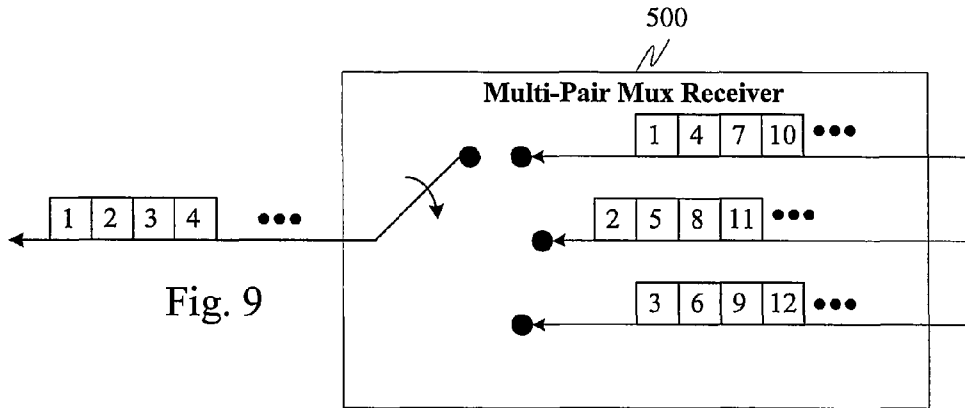 500
Multi-Pair Mux Receiver
1 4 7 10 •••
1 2 3 4 •••
2 5 8 11 •••
3 6 9 12 •••
Fig. 9